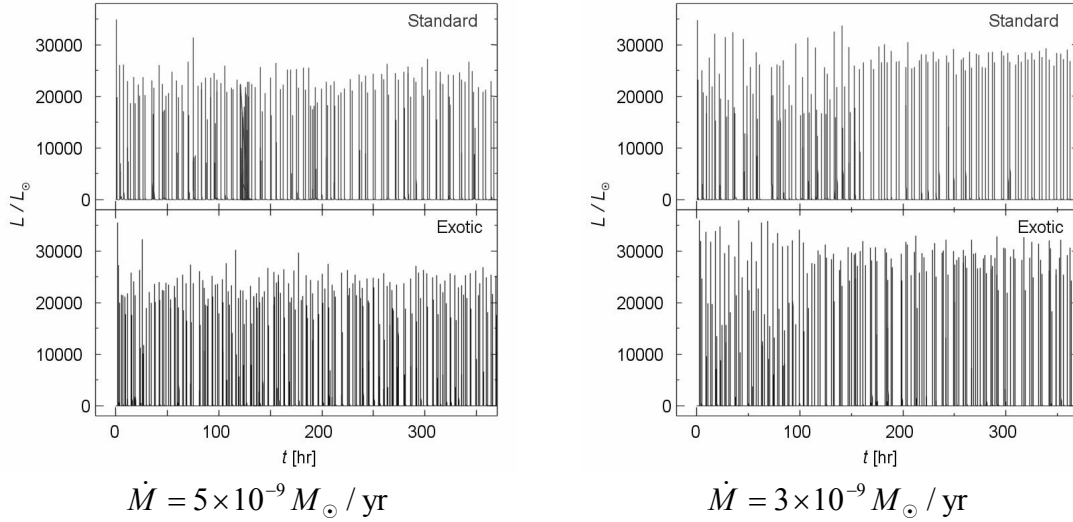 Standard
30000
20000
10000
0
Exotic
30000
20000
10000
0
L / L☉
0 100 200 300
t [hr]
Ṁ = 5×10⁻⁹ M☉ / yr
Standard
30000
20000
10000
0
Exotic
30000
20000
10000
0
L / L☉
0 100 200 300
t [hr]
Ṁ = 3×10⁻⁹ M☉ / yr